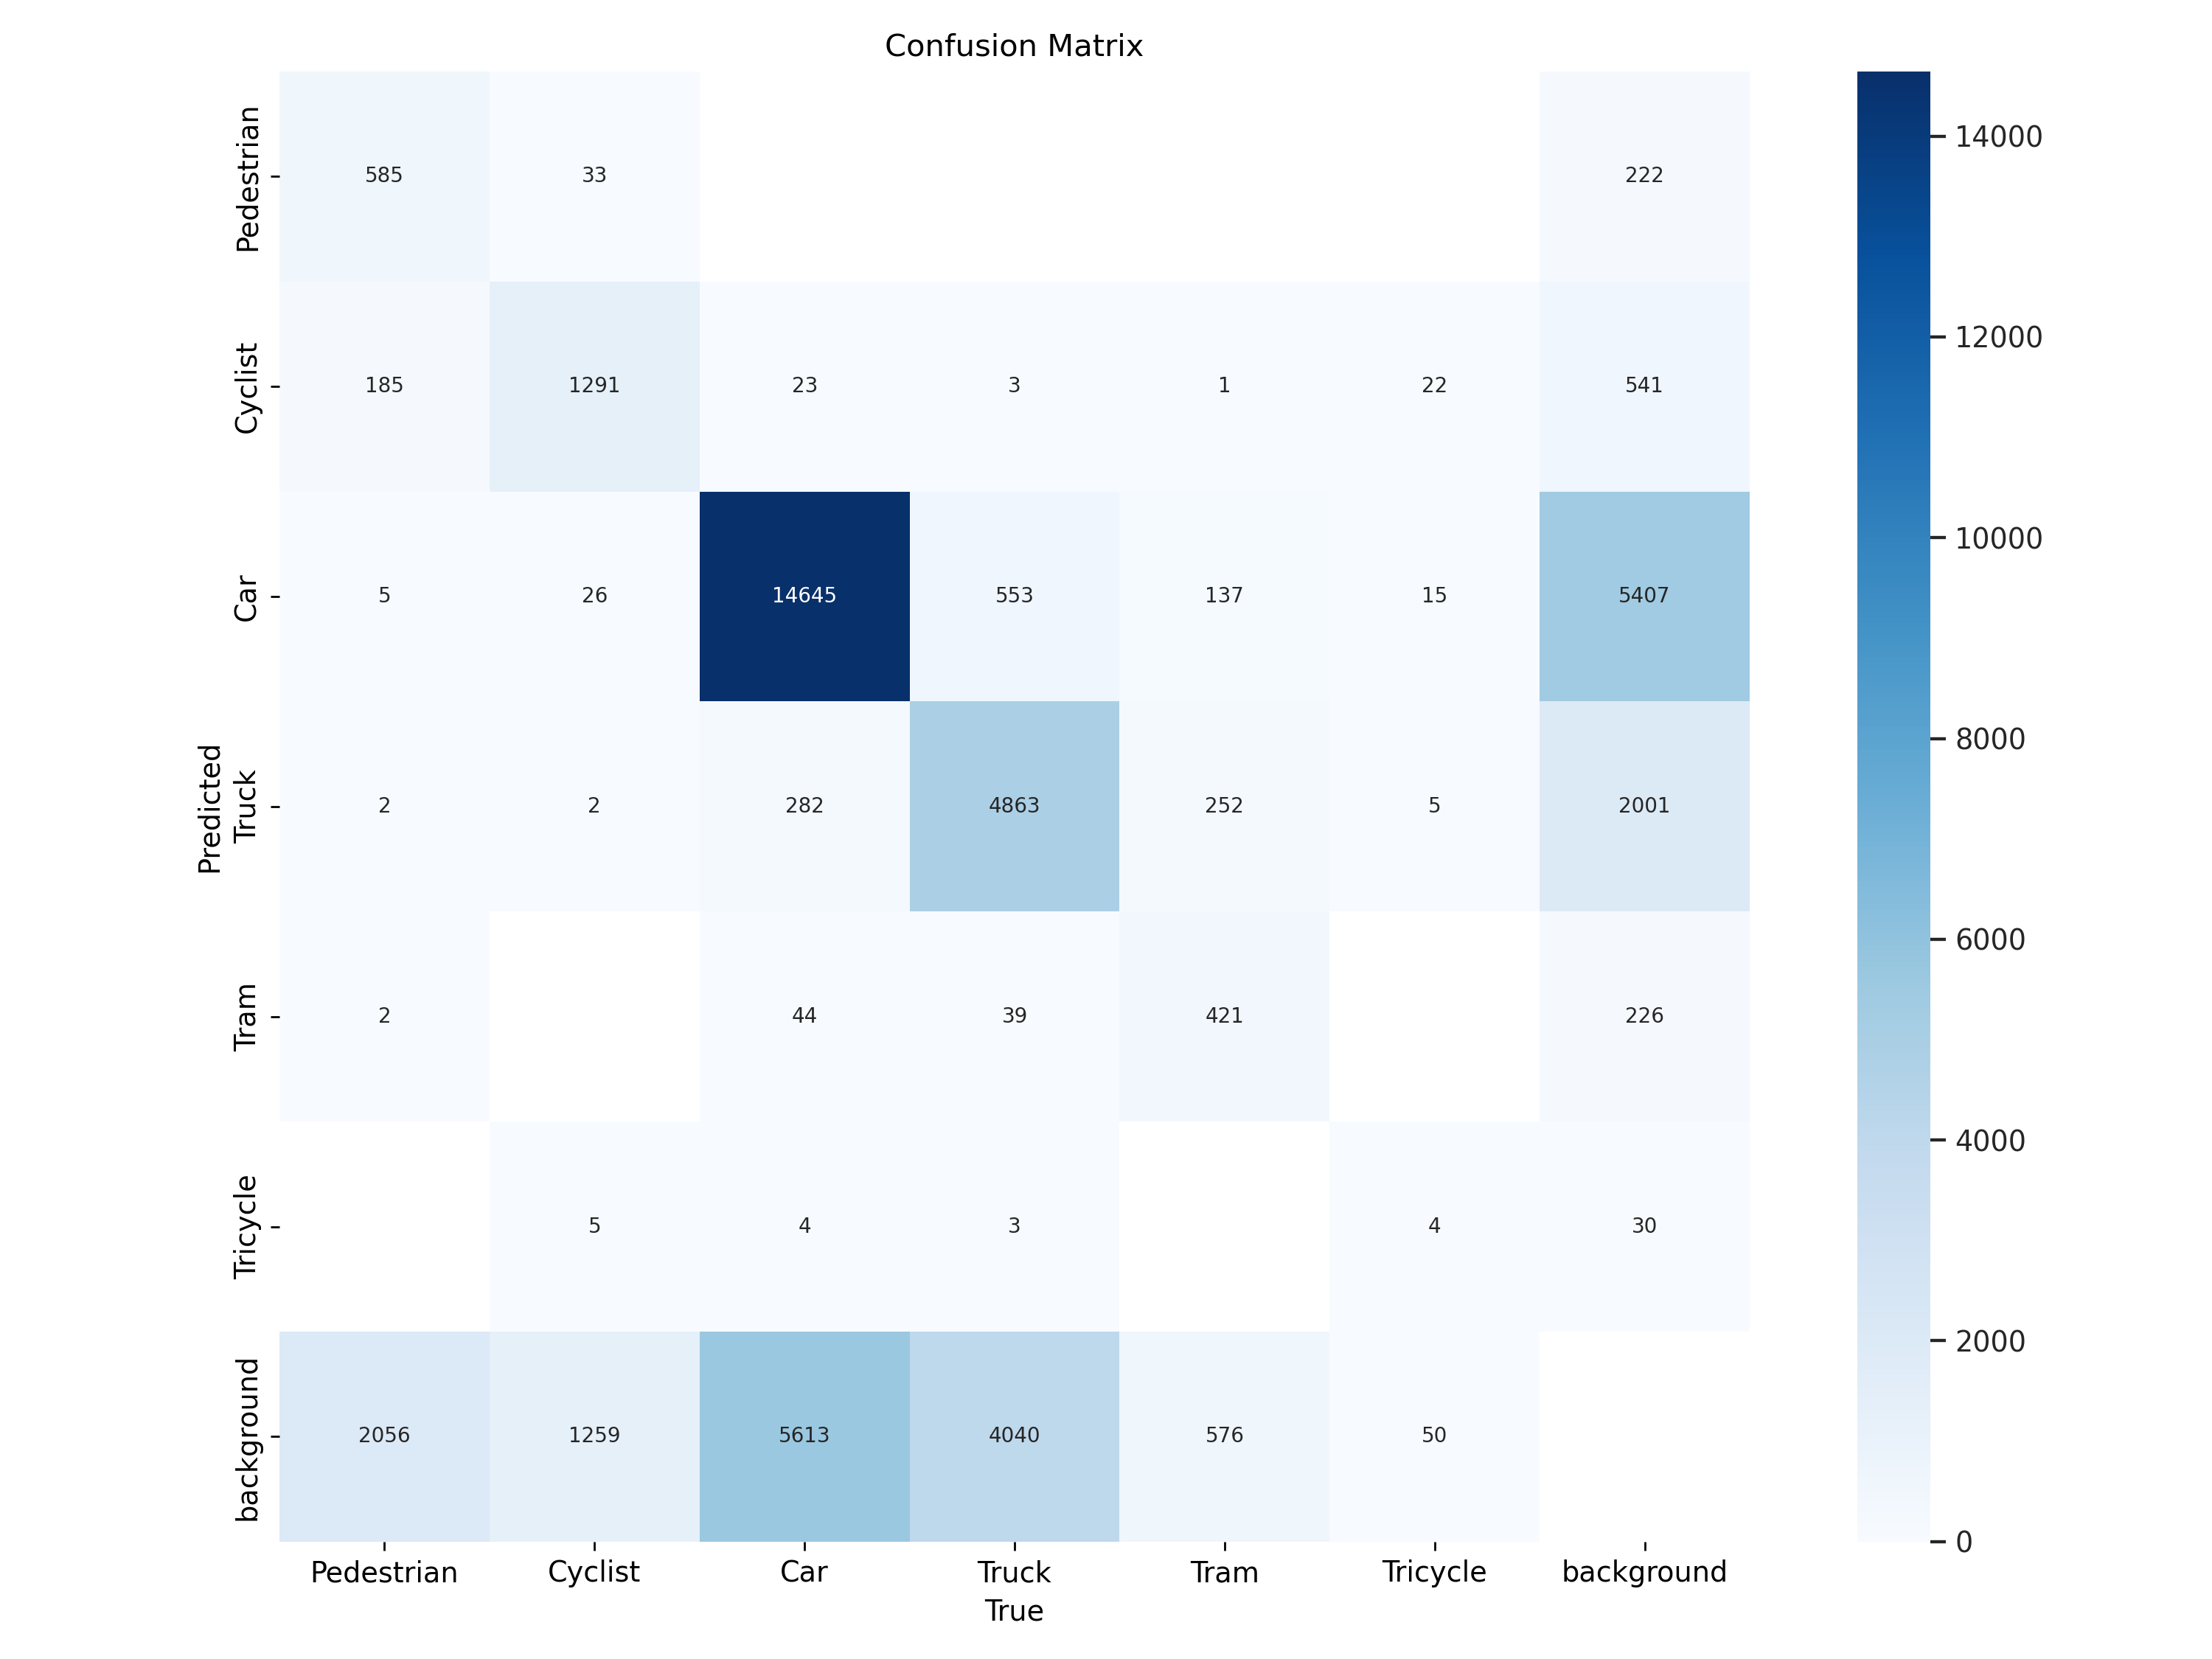 Confusion Matrix
Pedestrian 585 33 222
Cyclist 185 1291 23 3 1 22 541
Car 5 26 14645 553 137 15 5407
Truck 2 2 282 4863 252 5 2001
Tram 2 44 39 421 226
Tricycle 5 4 3 4 30
background 2056 1259 5613 4040 576 50
Predicted
Pedestrian Cyclist Car Truck Tram Tricycle background
True
14000
12000
10000
8000
6000
4000
2000
0